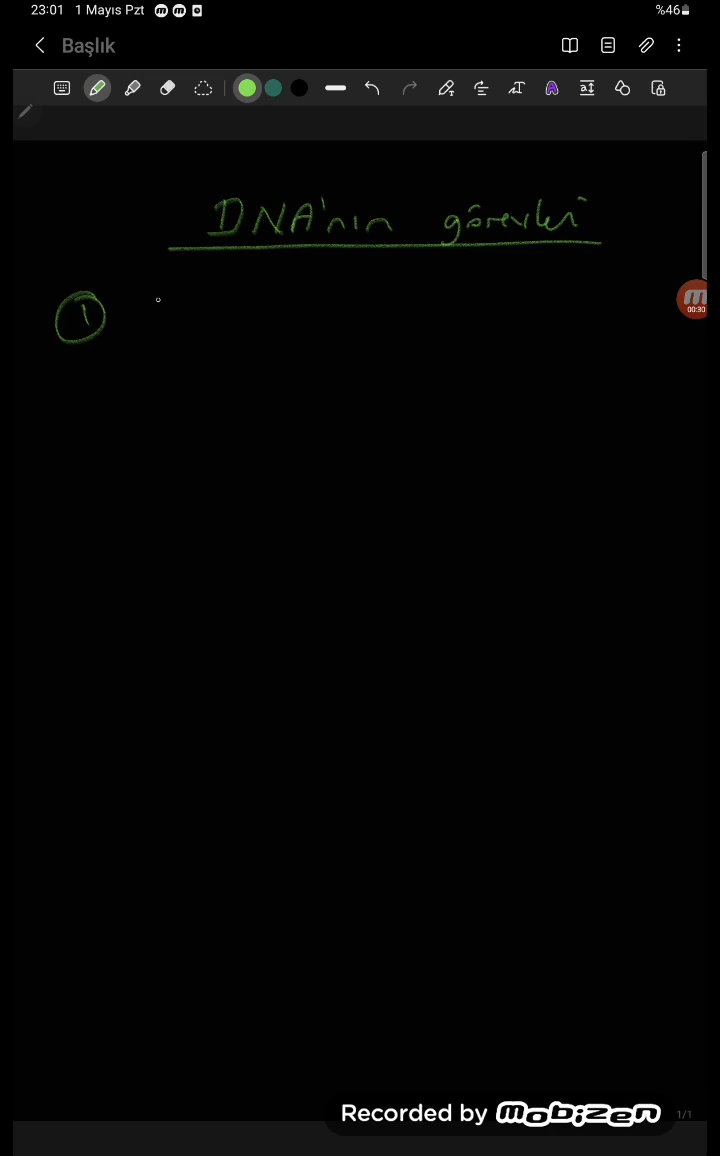 23:01 1 Mayıs Pzt
%46
Başlık
DNA'nın görevleri
1
00:30
Recorded by mobizen
1/1